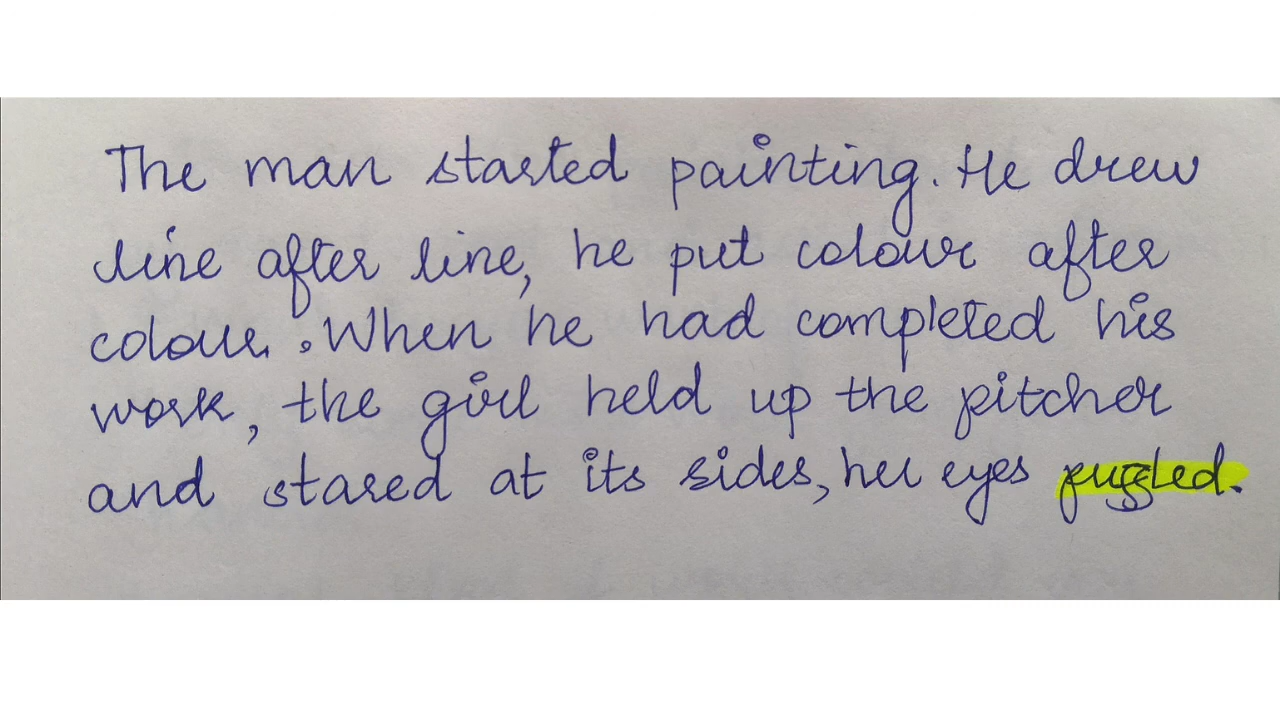 The man started painting. He drew
line after line, he put colour after
colour. When he had completed his
work, the girl held up the pitcher
and stared at its sides, her eyes puzzled.